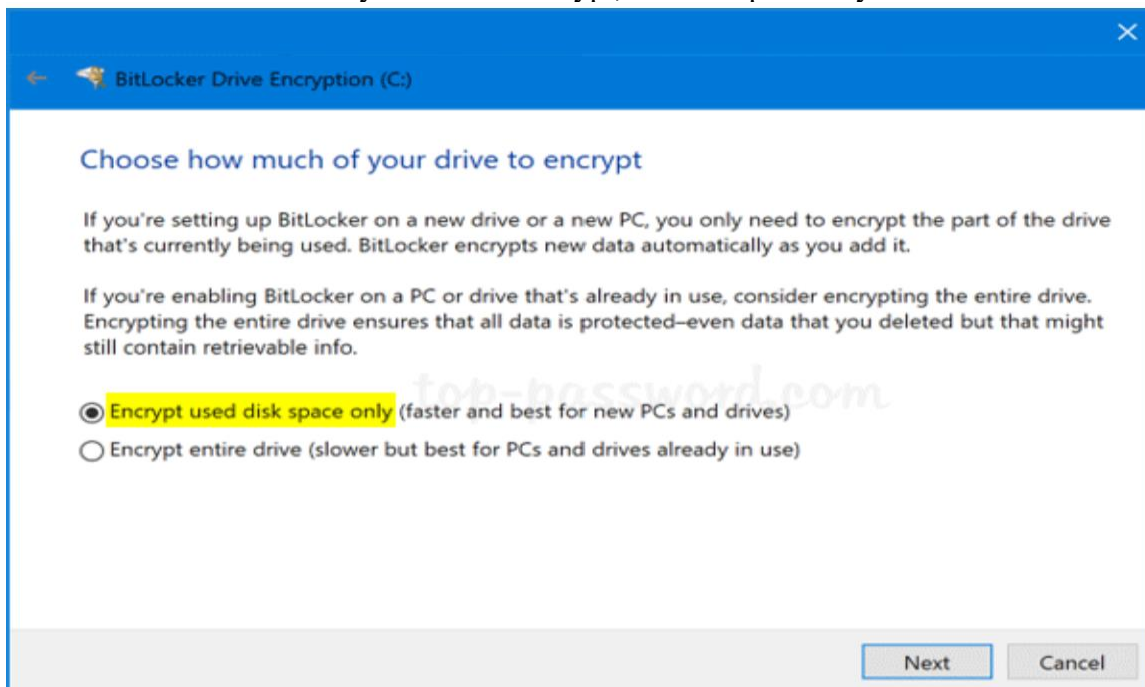 BitLocker Drive Encryption (C:)
Choose how much of your drive to encrypt
If you're setting up BitLocker on a new drive or a new PC, you only need to encrypt the part of the drive
that's currently being used. BitLocker encrypts new data automatically as you add it.
If you're enabling BitLocker on a PC or drive that's already in use, consider encrypting the entire drive.
Encrypting the entire drive ensures that all data is protected–even data that you deleted but that might
still contain retrievable info.
top-password.com
Encrypt used disk space only (faster and best for new PCs and drives)
Encrypt entire drive (slower but best for PCs and drives already in use)
Next Cancel